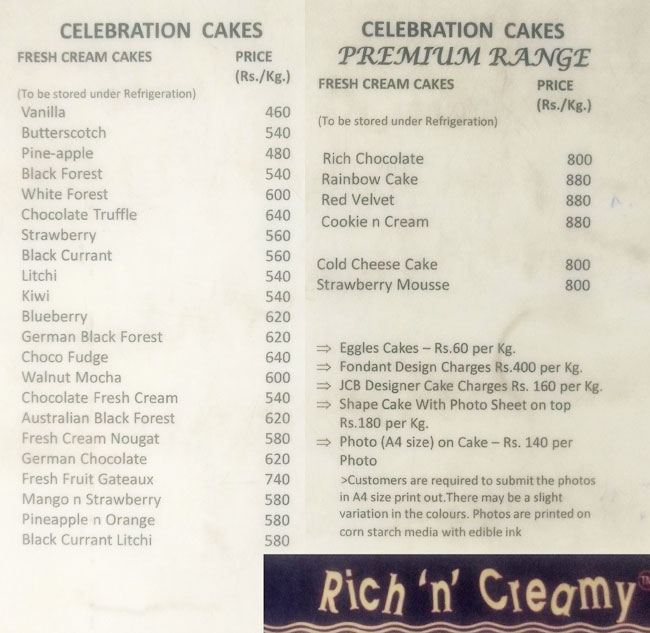 CELEBRATION CAKES
FRESH CREAM CAKES PRICE
(Rs./Kg.)
(To be stored under Refrigeration)
Vanilla 460
Butterscotch 540
Pine-apple 480
Black Forest 540
White Forest 600
Chocolate Truffle 640
Strawberry 560
Black Currant 560
Litchi 540
Kiwi 540
Blueberry 620
German Black Forest 620
Choco Fudge 640
Walnut Mocha 600
Chocolate Fresh Cream 540
Australian Black Forest 620
Fresh Cream Nougat 580
German Chocolate 620
Fresh Fruit Gateaux 740
Mango n Strawberry 580
Pineapple n Orange 580
Black Currant Litchi 580
CELEBRATION CAKES
PREMIUM RANGE
FRESH CREAM CAKES PRICE
(Rs./Kg.)
(To be stored under Refrigeration)
Rich Chocolate 800
Rainbow Cake 880
Red Velvet 880
Cookie n Cream 880
Cold Cheese Cake 800
Strawberry Mousse 800
⇒ Eggles Cakes – Rs.60 per Kg.
⇒ Fondant Design Charges Rs.400 per Kg.
⇒ JCB Designer Cake Charges Rs. 160 per Kg.
⇒ Shape Cake With Photo Sheet on top
Rs.180 per Kg.
⇒ Photo (A4 size) on Cake – Rs. 140 per
Photo
>Customers are required to submit the photos
in A4 size print out.There may be a slight
variation in the colours. Photos are printed on
corn starch media with edible ink
Rich 'n' Creamy TM